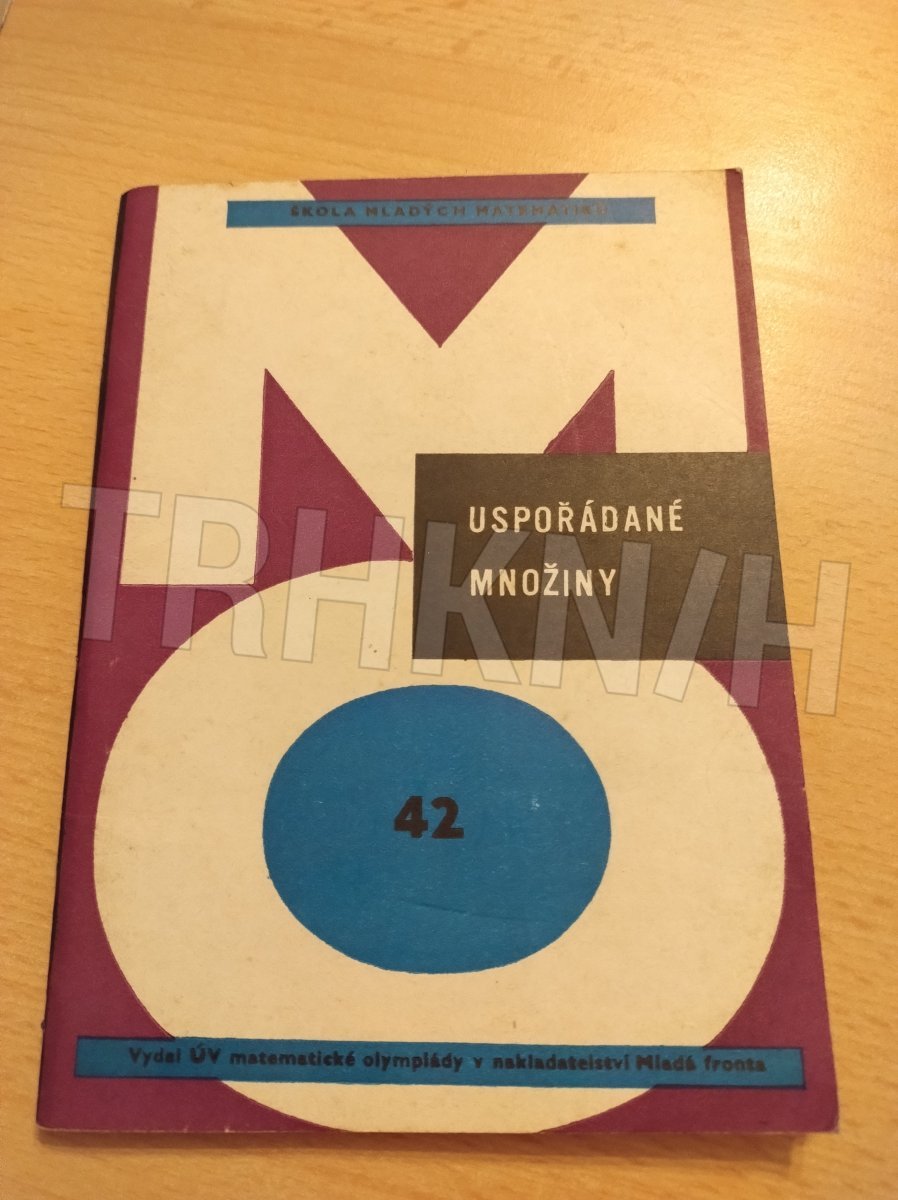 ŠKOLA MLADÝCH MATEMATIKŮ
USPOŘÁDANÉ
MNOŽINY
TRHKNIH
42
Vydal ÚV matematické olympiády v nakladatelství Mladá fronta